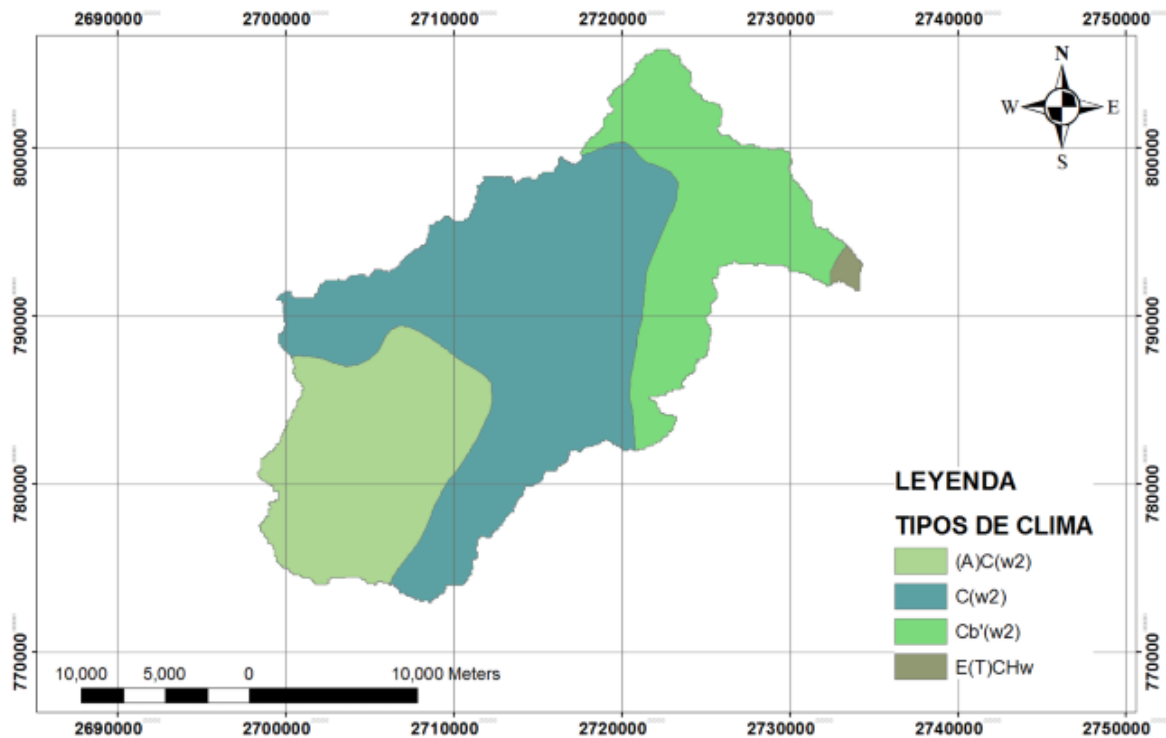 2690000 2700000 2710000 2720000 2730000 2740000 2750000
N
W E
S
800000 800000
790000 790000
780000 780000
770000 770000
LEYENDA
TIPOS DE CLIMA
(A)C(w2)
C(w2)
Cb'(w2)
E(T)CHw
10,000 5,000 0 10,000 Meters
2690000 2700000 2710000 2720000 2730000 2740000 2750000